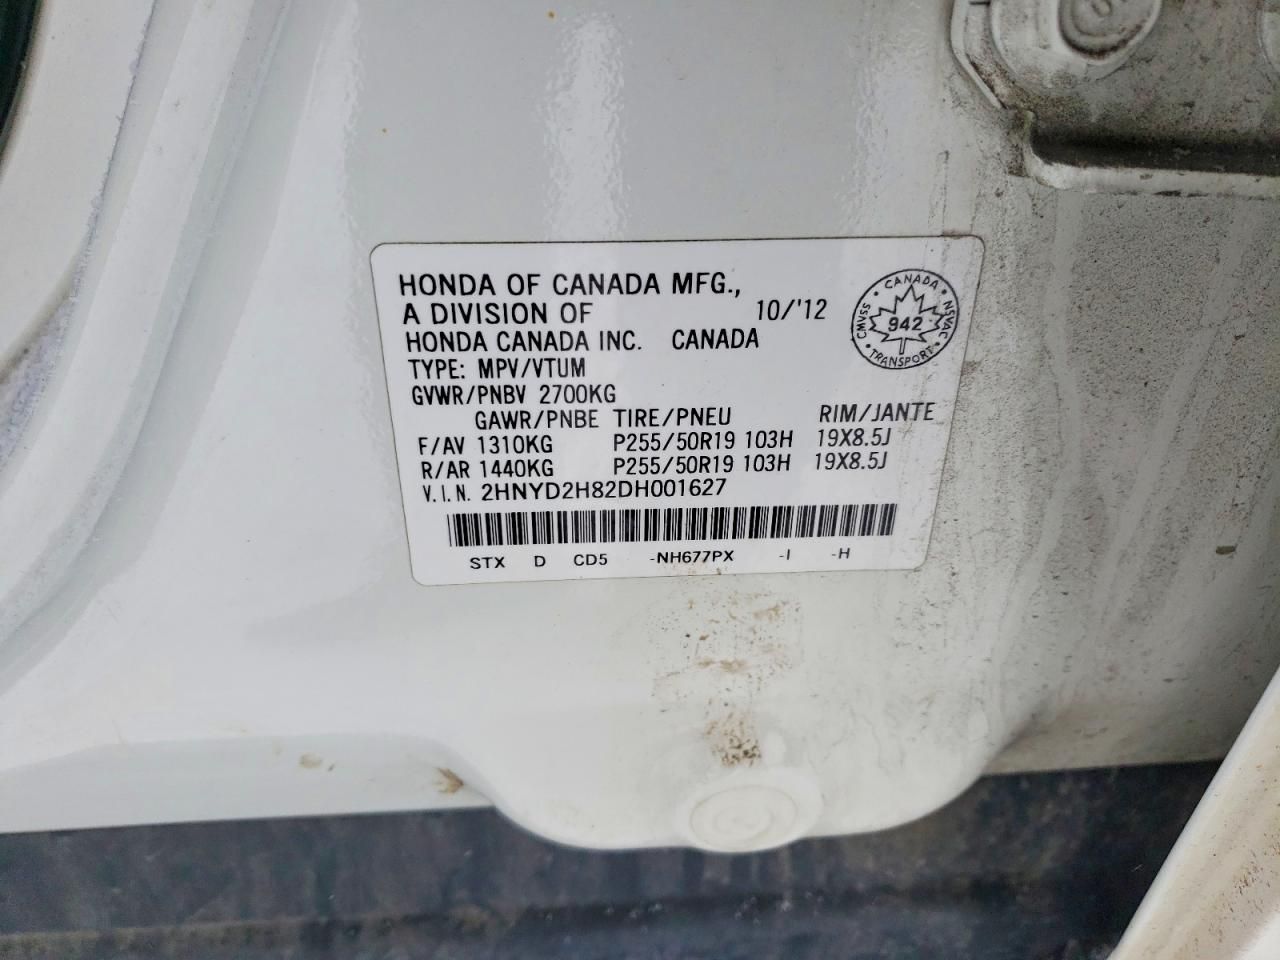 HONDA OF CANADA MFG.,
A DIVISION OF 10/'12
HONDA CANADA INC. CANADA
TYPE: MPV/VTUM
GVWR/PNBV 2700KG
GAWR/PNBE TIRE/PNEU RIM/JANTE
F/AV 1310KG P255/50R19 103H 19X8.5J
R/AR 1440KG P255/50R19 103H 19X8.5J
V.I.N. 2HNYD2H82DH001627
STX D CD5 -NH677PX -I -H
CANADA
CMVSS 942 NSVAC
TRANSPORT